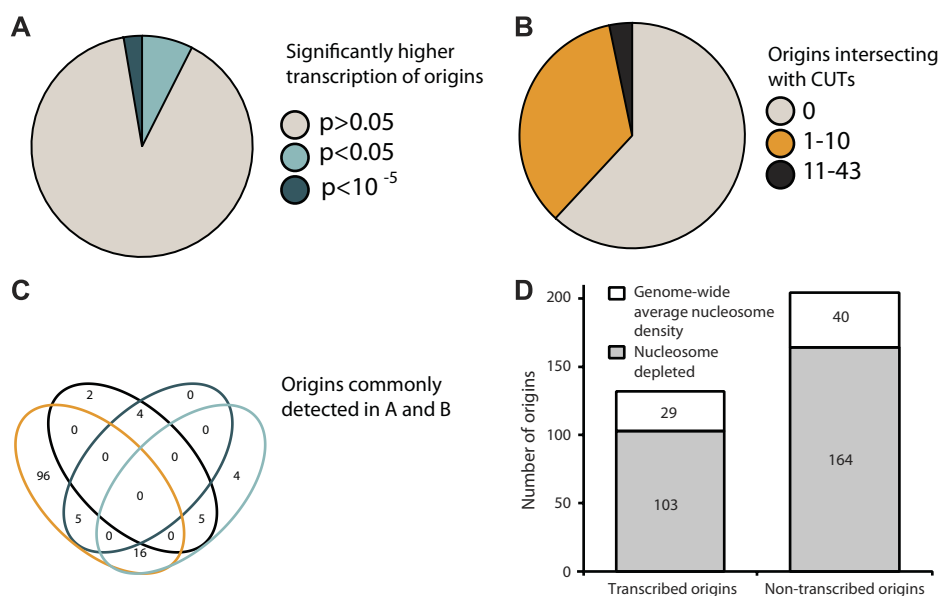 A
Significantly higher
transcription of origins
p>0.05
p<0.05
p<10 -5
B
Origins intersecting
with CUTs
0
1-10
11-43
C
Origins commonly
detected in A and B
2
0
4
0
0
96
0
0
4
0
5
0
0
5
16
D
Number of origins
200
150
100
50
0
Genome-wide
average nucleosome
density
Nucleosome
depleted
29
103
40
164
Transcribed origins
Non-transcribed origins